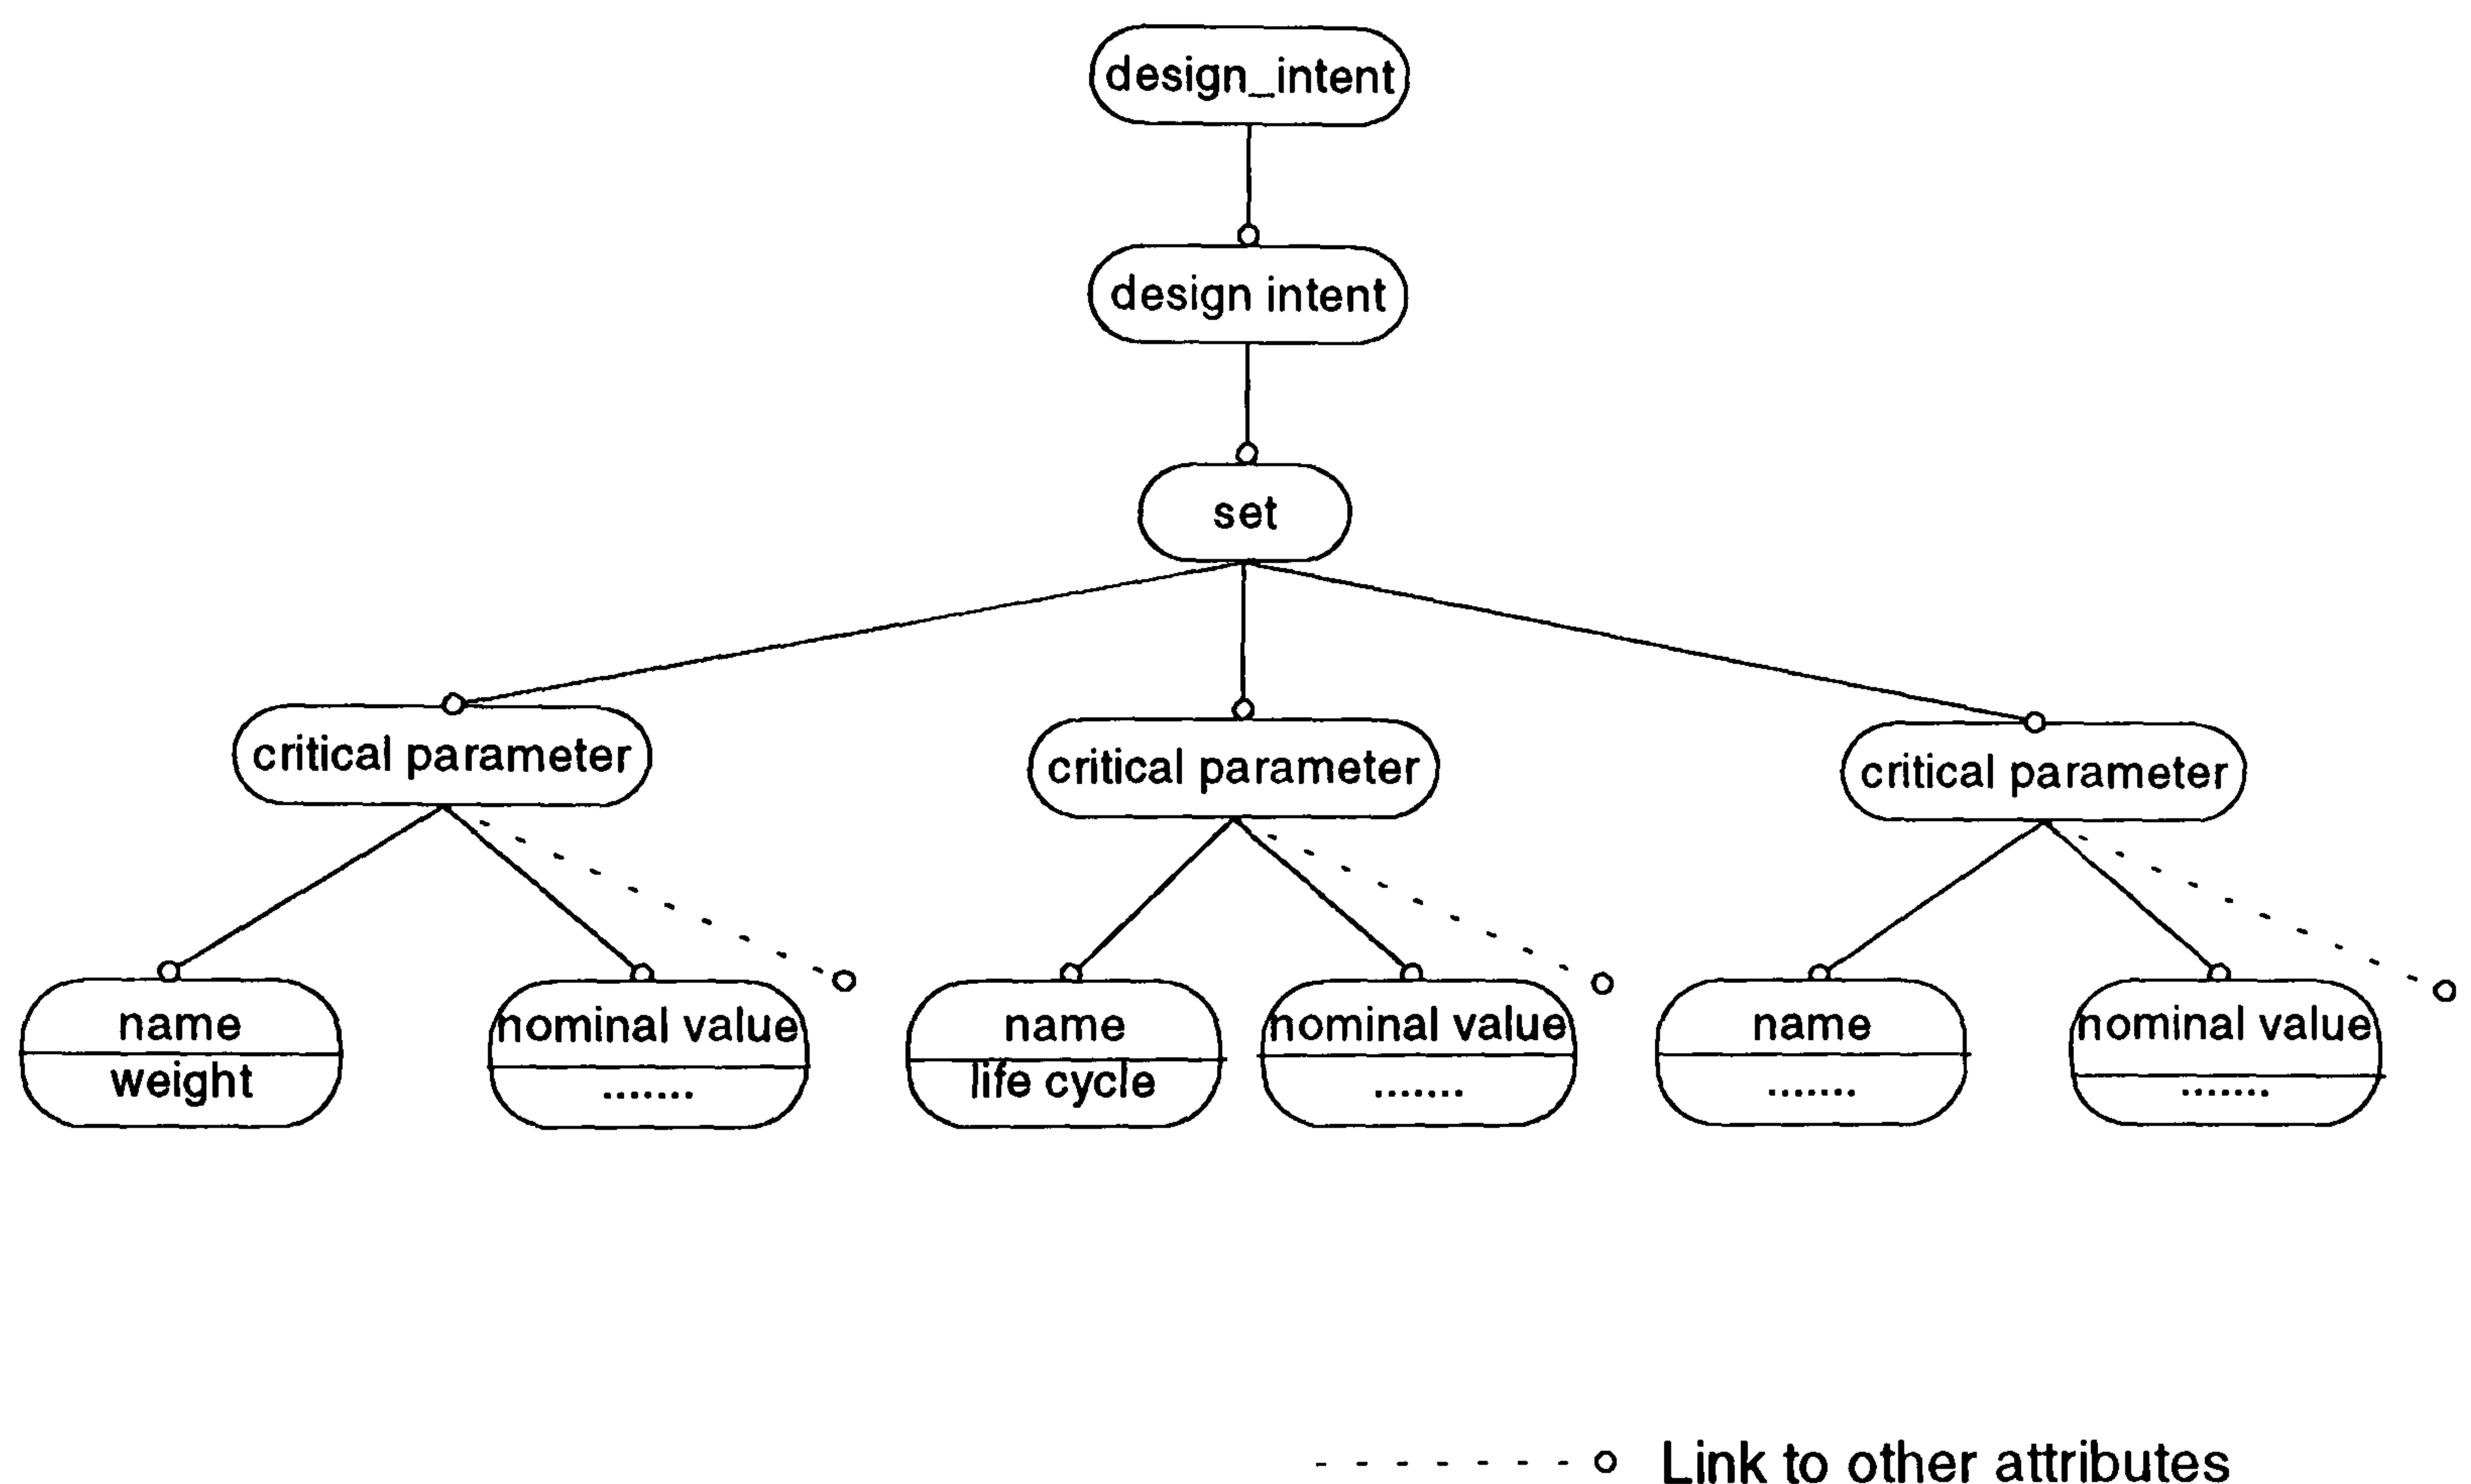 design_intent
design intent
set
critical parameter
critical parameter
critical parameter
name
weight
nominal value
.......
name
life cycle
nominal value
.......
name
.......
nominal value
.......
Link to other attributes